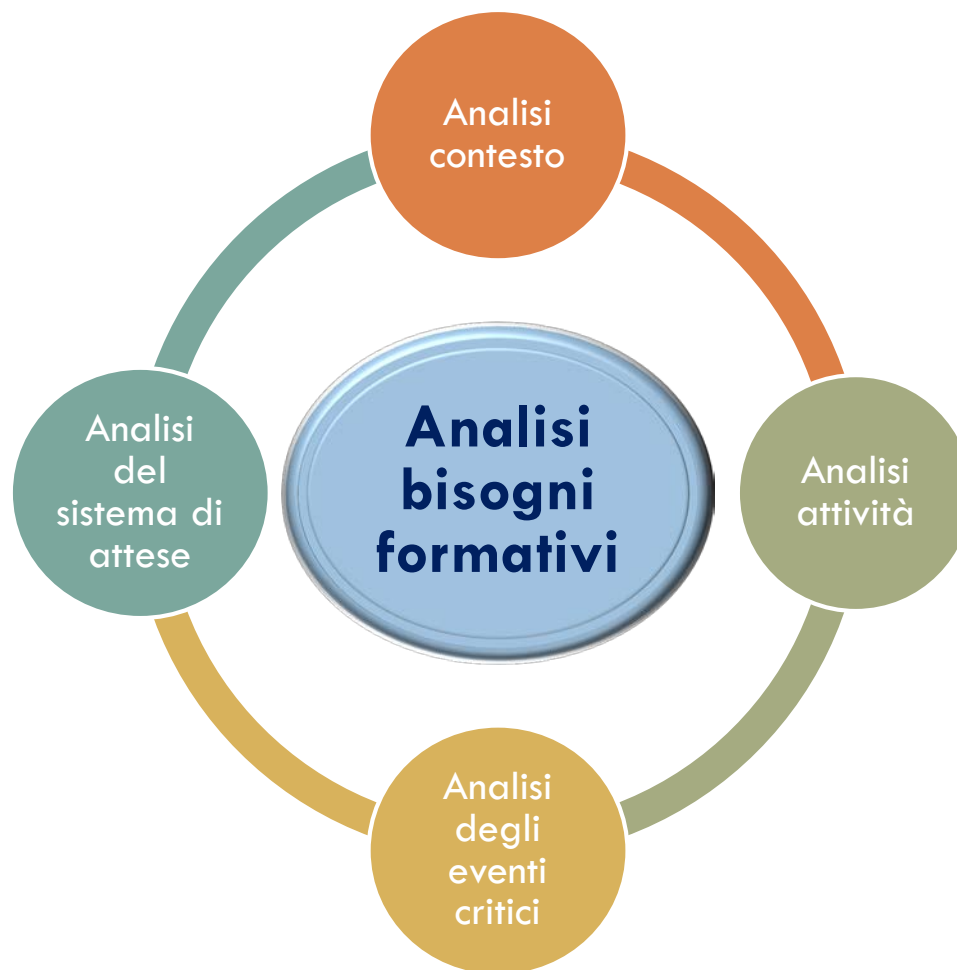 Analisi
contesto
Analisi
attività
Analisi
degli
eventi
critici
Analisi
del
sistema di
attese
Analisi
bisogni
formativi